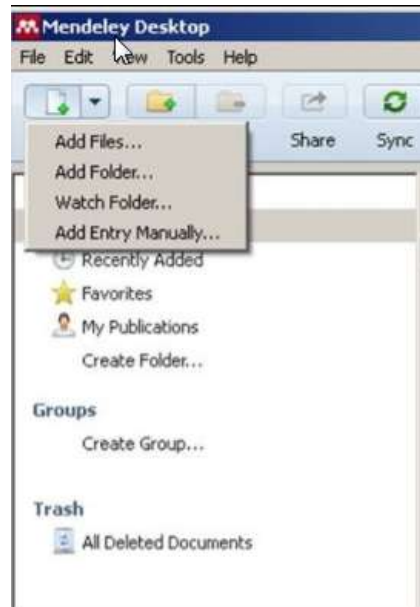 Mendeley Desktop
File Edit View Tools Help
Share Sync
Add Files...
Add Folder...
Watch Folder...
Add Entry Manually...
Recently Added
Favorites
My Publications
Create Folder...
Groups
Create Group...
Trash
All Deleted Documents